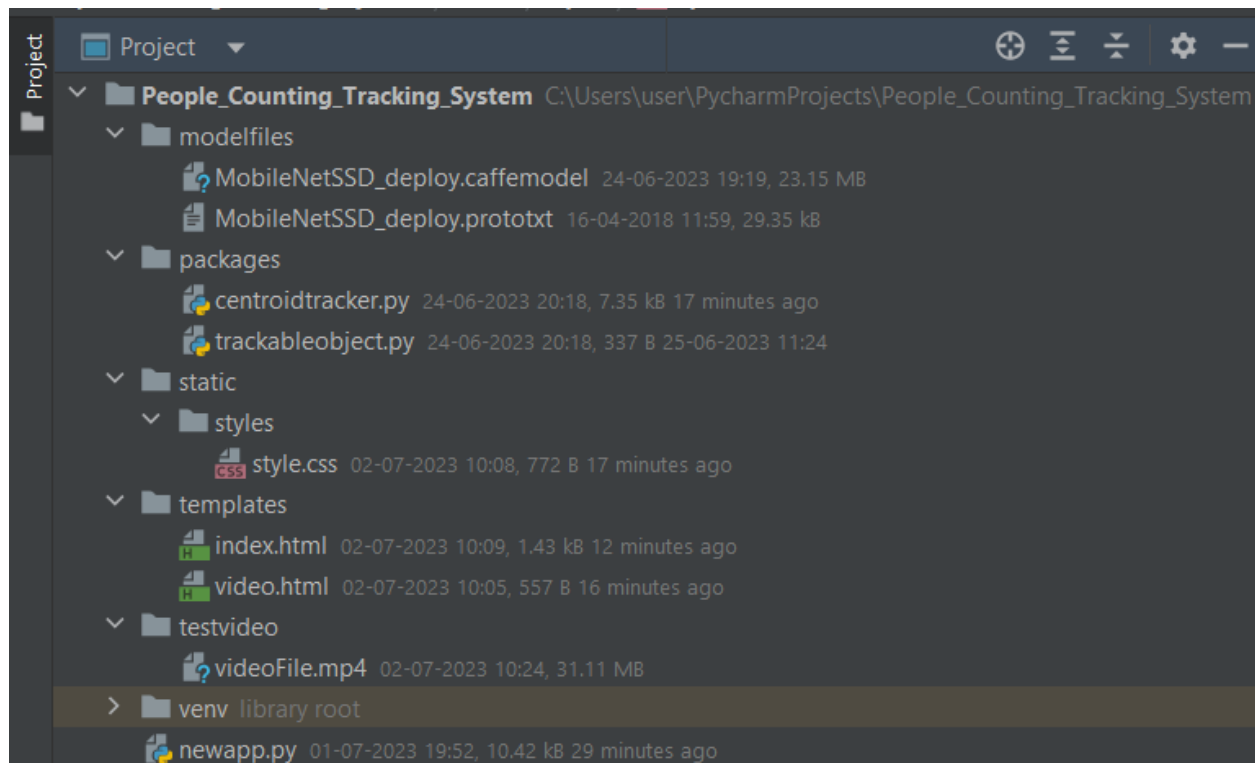 Project
Project
People_Counting_Tracking_System C:\Users\user\PycharmProjects\People_Counting_Tracking_System
modelfiles
MobileNetSSD_deploy.caffemodel 24-06-2023 19:19, 23.15 MB
MobileNetSSD_deploy.prototxt 16-04-2018 11:59, 29.35 kB
packages
centroidtracker.py 24-06-2023 20:18, 7.35 kB 17 minutes ago
trackableobject.py 24-06-2023 20:18, 337 B 25-06-2023 11:24
static
styles
CSS style.css 02-07-2023 10:08, 772 B 17 minutes ago
templates
H index.html 02-07-2023 10:09, 1.43 kB 12 minutes ago
H video.html 02-07-2023 10:05, 557 B 16 minutes ago
testvideo
videoFile.mp4 02-07-2023 10:24, 31.11 MB
venv library root
newapp.py 01-07-2023 19:52, 10.42 kB 29 minutes ago